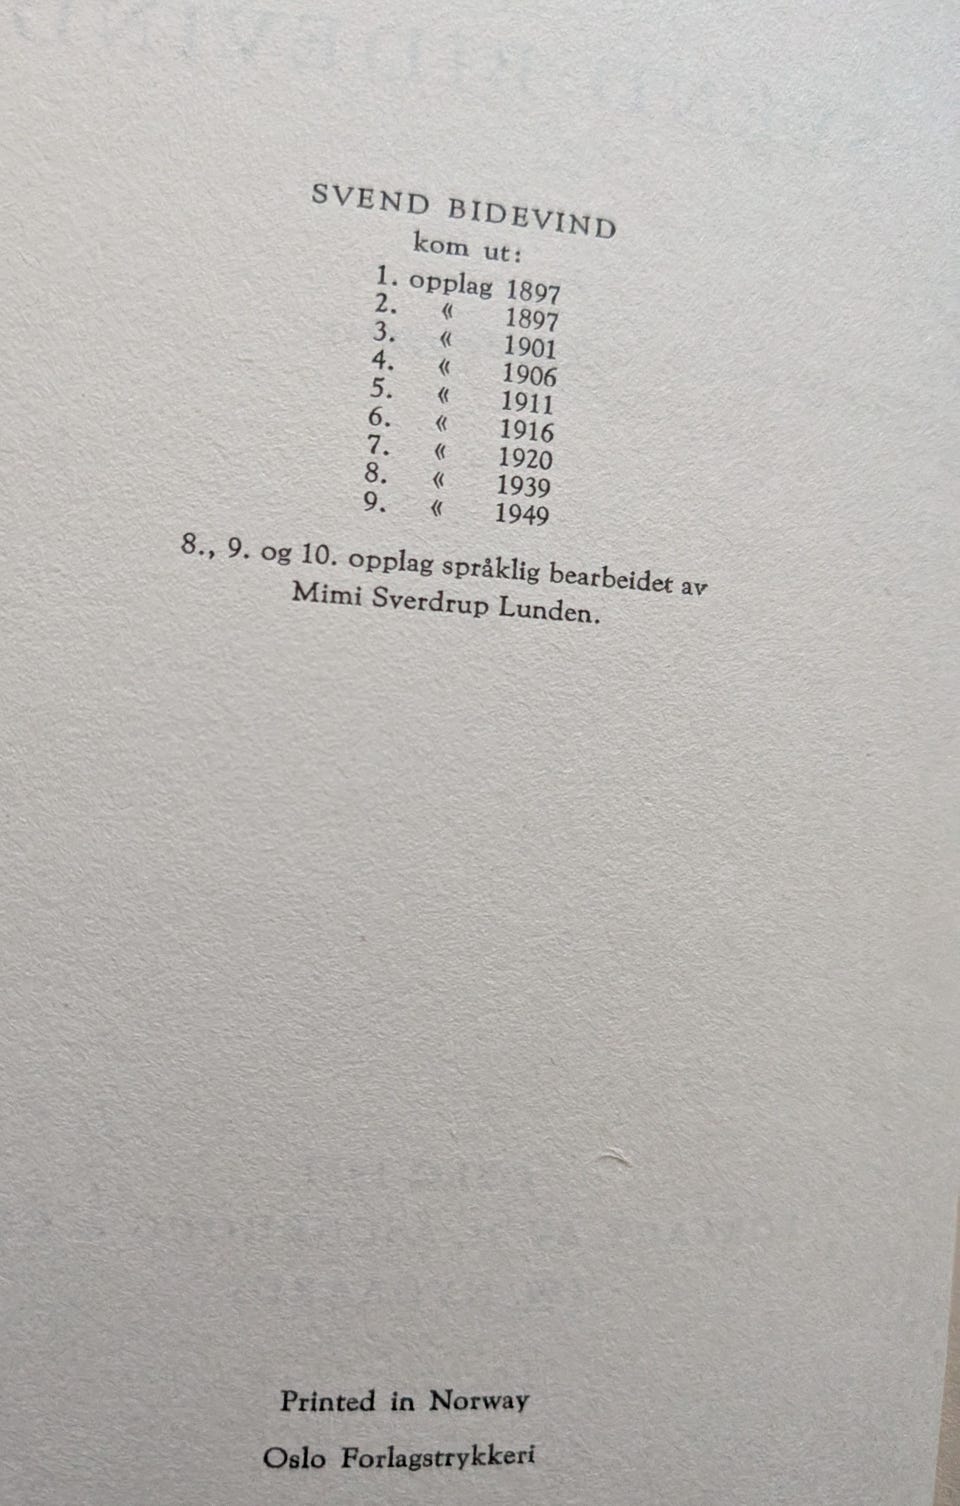 SVEND BIDEVIND
kom ut:
1. opplag 1897
2. « 1897
3. « 1901
4. « 1906
5. « 1911
6. « 1916
7. « 1920
8. « 1939
9. « 1949
8., 9. og 10. opplag språklig bearbeidet av
Mimi Sverdrup Lunden.
Printed in Norway
Oslo Forlagstrykkeri